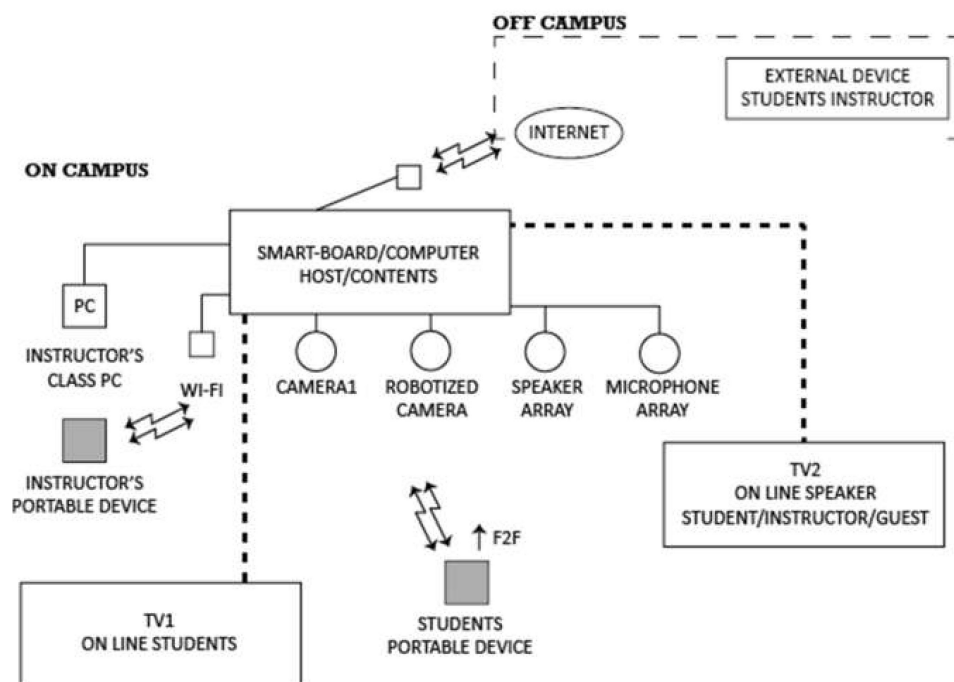 OFF CAMPUS
EXTERNAL DEVICE
STUDENTS INSTRUCTOR
INTERNET
ON CAMPUS
SMART-BOARD/COMPUTER
HOST/CONTENTS
PC
INSTRUCTOR'S
CLASS PC
WI-FI
CAMERA1
ROBOTIZED
CAMERA
SPEAKER
ARRAY
MICROPHONE
ARRAY
INSTRUCTOR'S
PORTABLE DEVICE
TV2
ON LINE SPEAKER
STUDENT/INSTRUCTOR/GUEST
F2F
STUDENTS
PORTABLE DEVICE
TV1
ON LINE STUDENTS